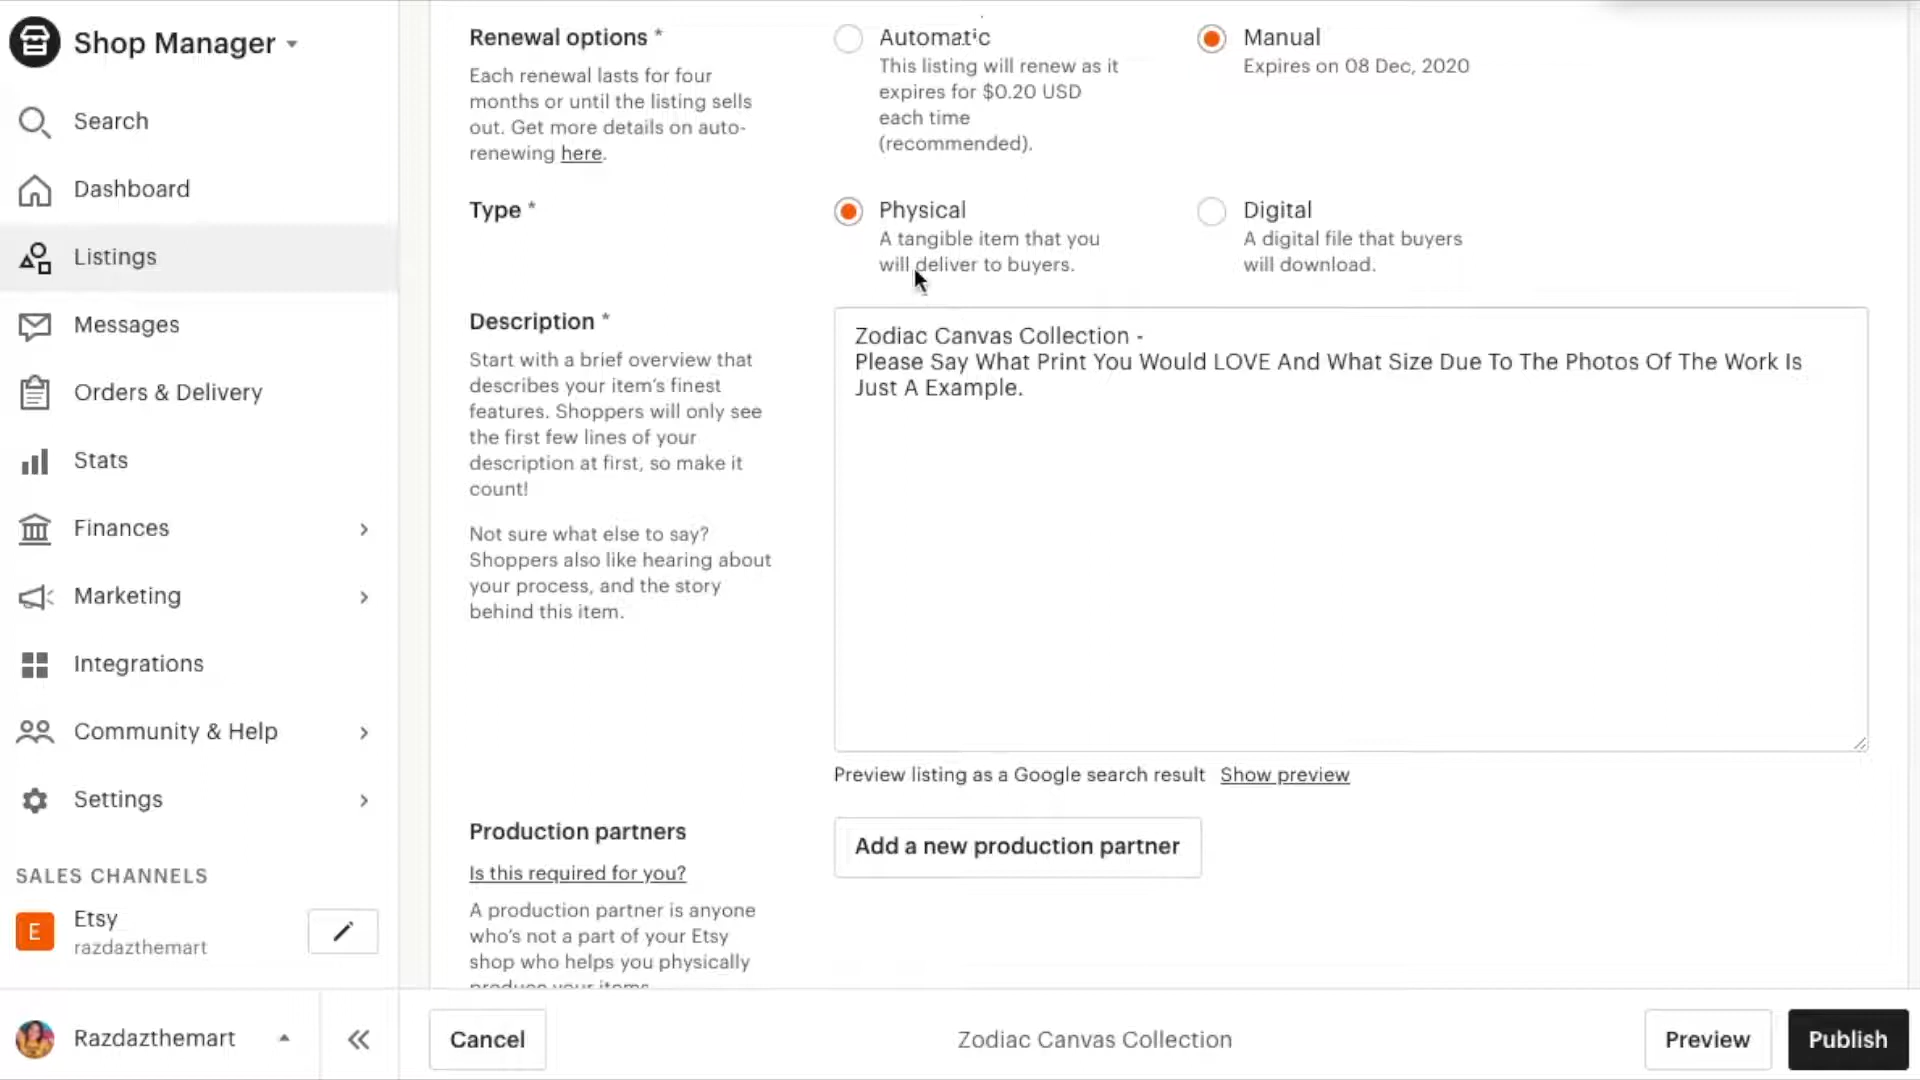 Shop Manager
Search
Dashboard
Listings
Messages
Orders & Delivery
Stats
Finances
Marketing
Integrations
Community & Help
Settings
SALES CHANNELS
E
Etsy
razdazthemart
Razdazthemart
Renewal options *
Each renewal lasts for four
months or until the listing sells
out. Get more details on auto-
renewing here.
Automatic
This listing will renew as it
expires for $0.20 USD
each time
(recommended).
Manual
Expires on 08 Dec, 2020
Type *
Physical
A tangible item that you
will deliver to buyers.
Digital
A digital file that buyers
will download.
Description *
Start with a brief overview that
describes your item's finest
features. Shoppers will only see
the first few lines of your
description at first, so make it
count!
Not sure what else to say?
Shoppers also like hearing about
your process, and the story
behind this item.
Zodiac Canvas Collection -
Please Say What Print You Would LOVE And What Size Due To The Photos Of The Work Is
Just A Example.
Preview listing as a Google search result Show preview
Production partners
Is this required for you?
A production partner is anyone
who's not a part of your Etsy
shop who helps you physically
produce your items.
Add a new production partner
Cancel
Zodiac Canvas Collection
Preview
Publish